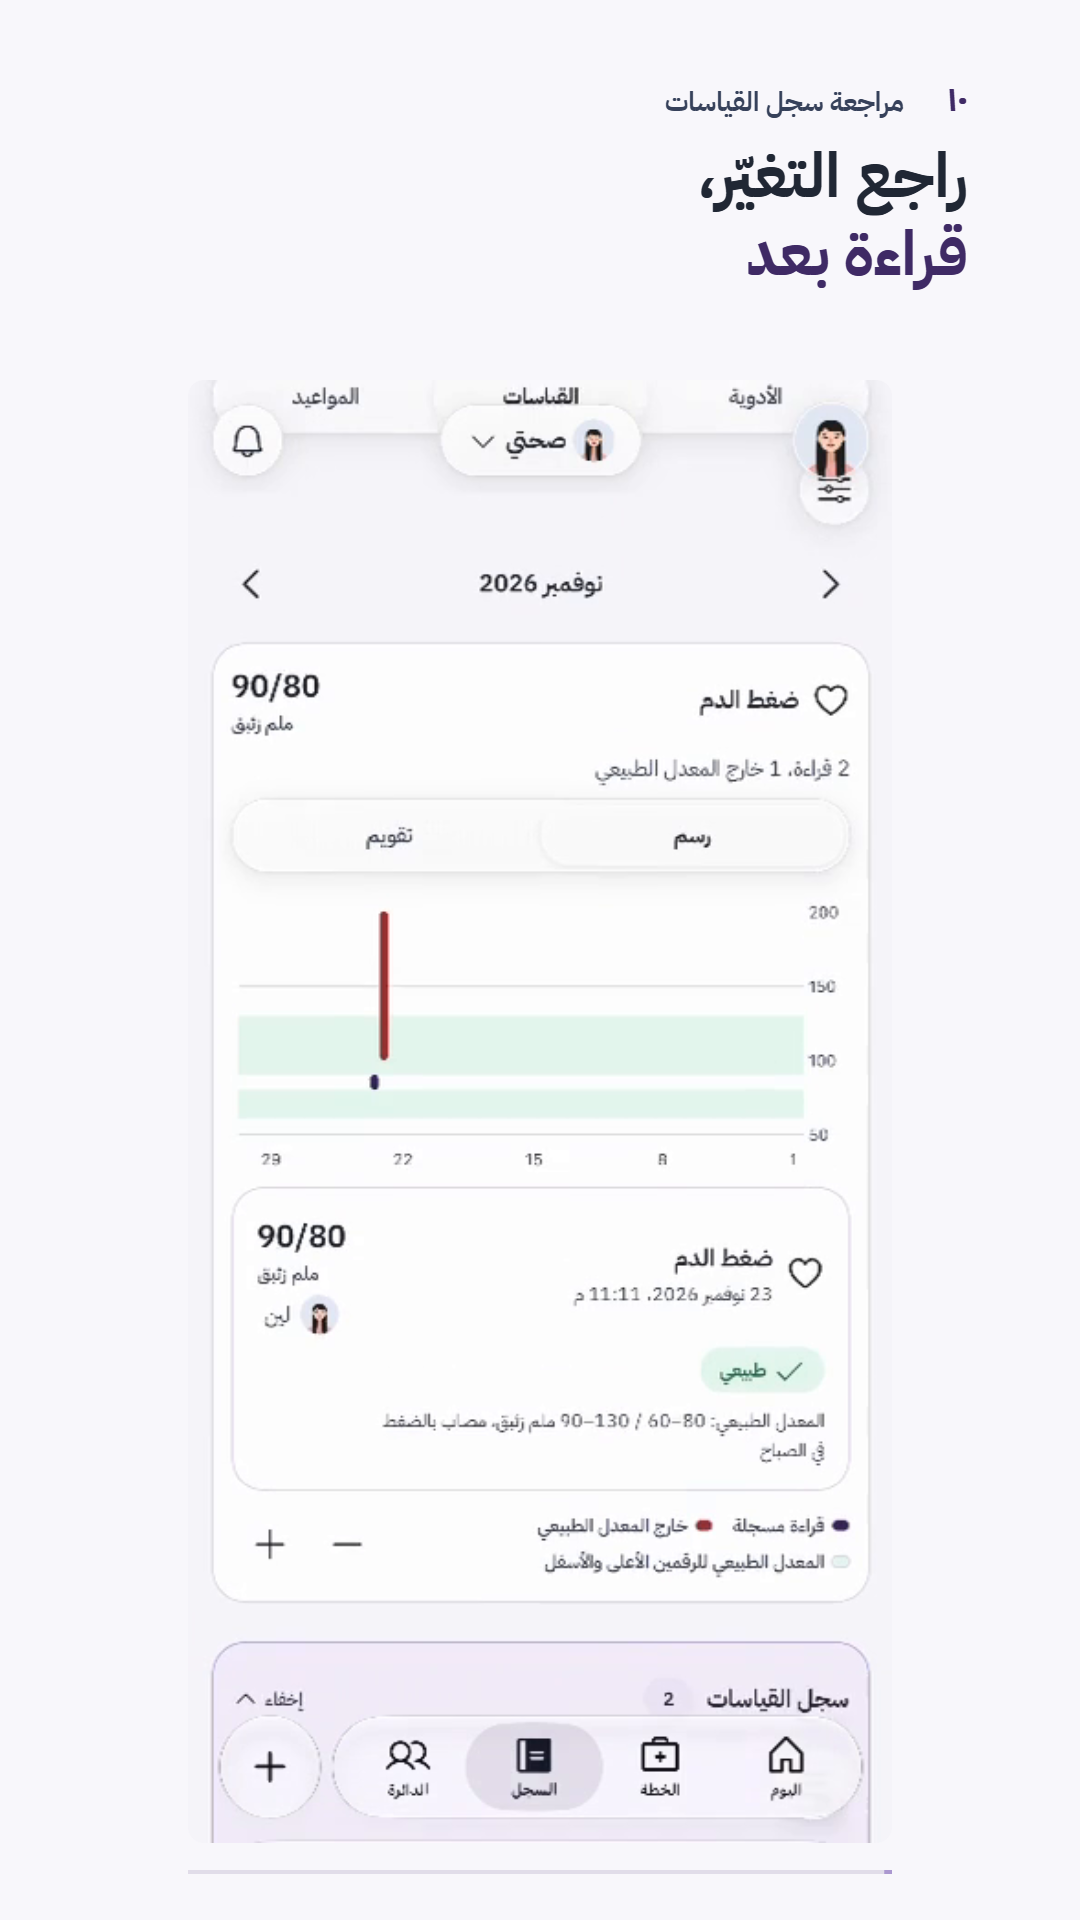 ١٠ مراجعة سجل القياسات
راجع التغيّر،
قراءة بعد
الأدوية القياسات المواعيد
صحتي
نوفمبر 2026
ضغط الدم 90/80
ملم زئبق
2 قراءة، 1 خارج المعدل الطبيعي
رسم تقويم
200
150
100
50
1 8 15 22 29
ضغط الدم 90/80
23 نوفمبر 2026، 11:11 م ملم زئبق
لين
طبيعي
المعدل الطبيعي: 80–60 / 130–90 ملم زئبق، مصاب بالضغط
في الصباح
قراءة مسجلة خارج المعدل الطبيعي
المعدل الطبيعي للرقمين الأعلى والأسفل
سجل القياسات 2 إخفاء
اليوم الخطة السجل الدائرة